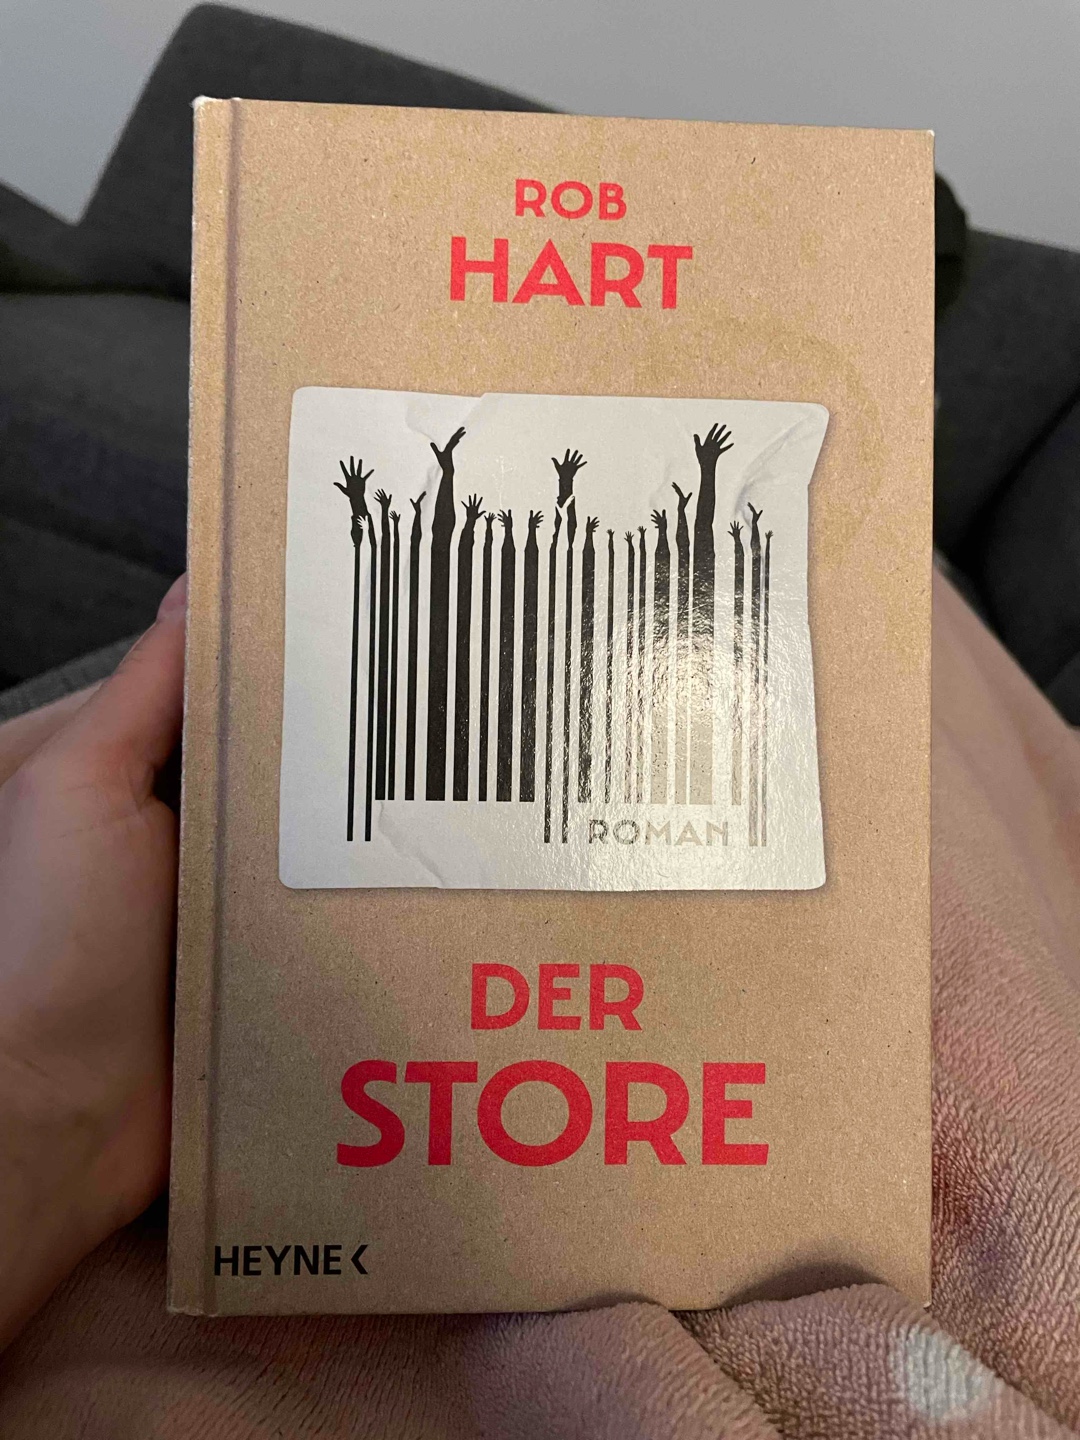 ROB
HART
ROMAN
DER
STORE
HEYNE <